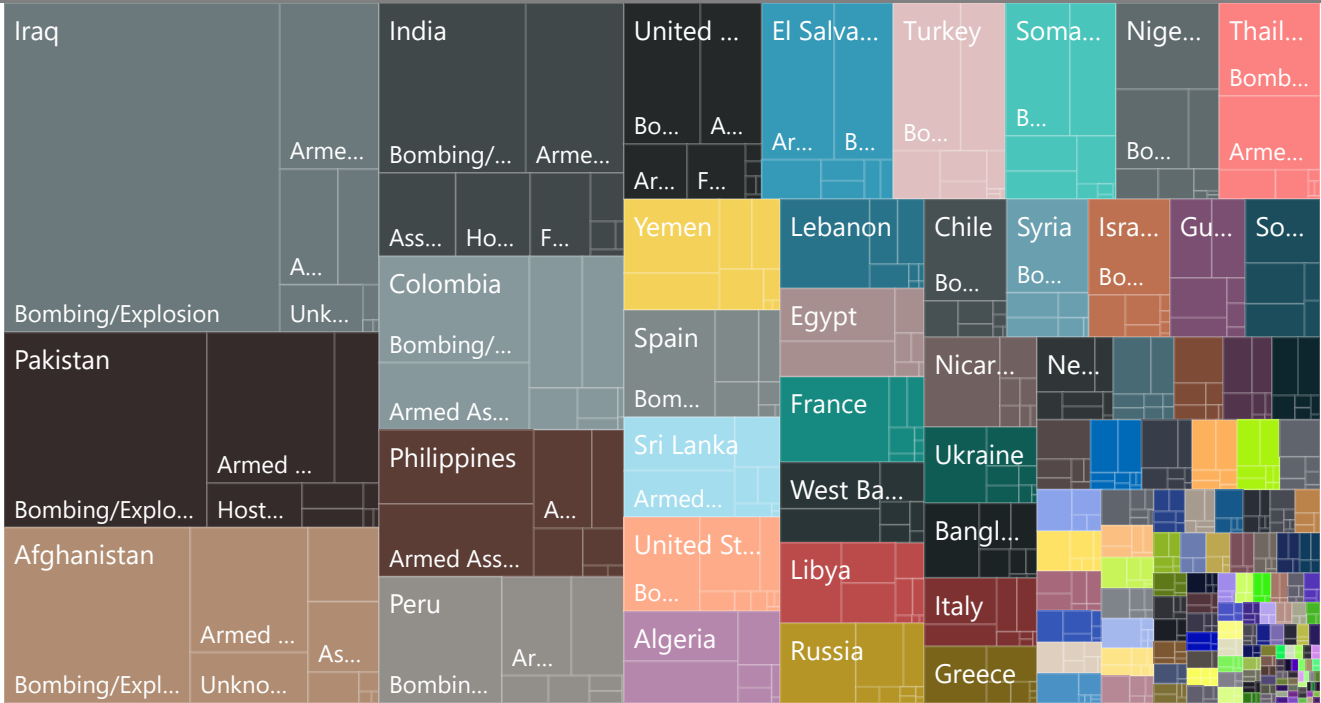 Iraq
Arme...
A...
Bombing/Explosion
Unk...
Pakistan
Armed ...
Bombing/Explo...
Host...
Afghanistan
Armed ...
As...
Bombing/Expl...
Unkno...
India
Bombing/...
Arme...
Ass...
Ho...
F...
Colombia
Bombing/...
Armed As...
Philippines
A...
Armed Ass...
Peru
Ar...
Bombin...
United ...
Bo...
A...
Ar...
F...
El Salva...
Ar...
B...
Turkey
Bo...
Soma...
B...
Nige...
Bo...
Thail...
Bomb...
Arme...
Yemen
Spain
Bom...
Sri Lanka
Armed...
United St...
Bo...
Algeria
Lebanon
Egypt
France
West Ba...
Libya
Russia
Chile
Bo...
Syria
Bo...
Isra...
Bo...
Gu...
So...
Nicar...
Ne...
Ukraine
Bangl...
Italy
Greece